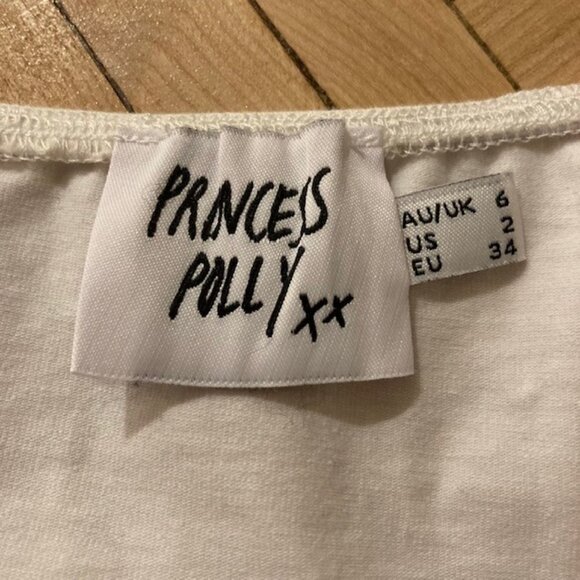 PRINCESS
POLLY xx
AU/UK 6
US 2
EU 34